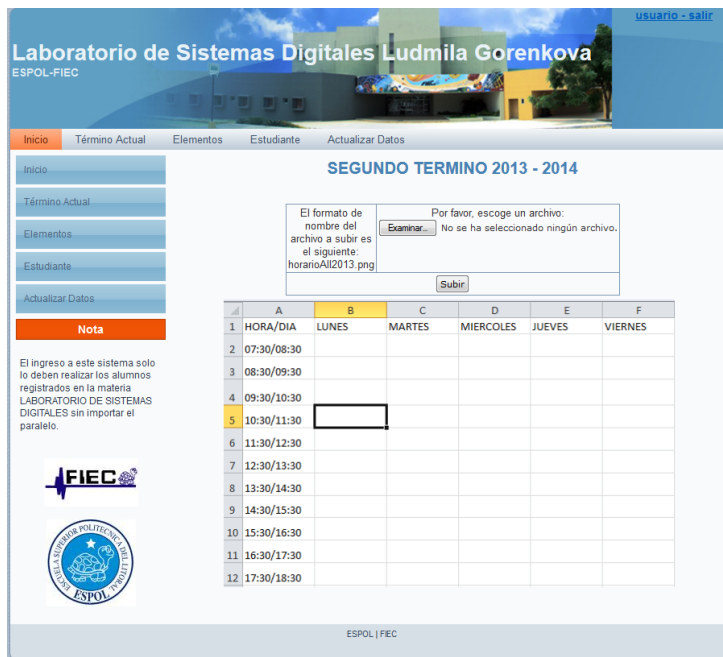 usuario - salir
Laboratorio de Sistemas Digitales Ludmila Gorenkova
ESPOL-FIEC
Inicio Término Actual Elementos Estudiante Actualizar Datos
Inicio
Término Actual
Elementos
Estudiante
Actualizar Datos
Nota
El ingreso a este sistema solo
lo deben realizar los alumnos
registrados en la materia
LABORATORIO DE SISTEMAS
DIGITALES sin importar el
paralelo.
FIEC
ESCUELA SUPERIOR POLITECNICA DEL LITORAL
ESPOL
SEGUNDO TERMINO 2013 - 2014
El formato de
nombre del
archivo a subir es
el siguiente:
horarioAII2013.png
Por favor, escoge un archivo:
Examinar... No se ha seleccionado ningún archivo.
Subir
A B C D E F
1 HORA/DIA LUNES MARTES MIERCOLES JUEVES VIERNES
2 07:30/08:30
3 08:30/09:30
4 09:30/10:30
5 10:30/11:30
6 11:30/12:30
7 12:30/13:30
8 13:30/14:30
9 14:30/15:30
10 15:30/16:30
11 16:30/17:30
12 17:30/18:30
ESPOL | FIEC